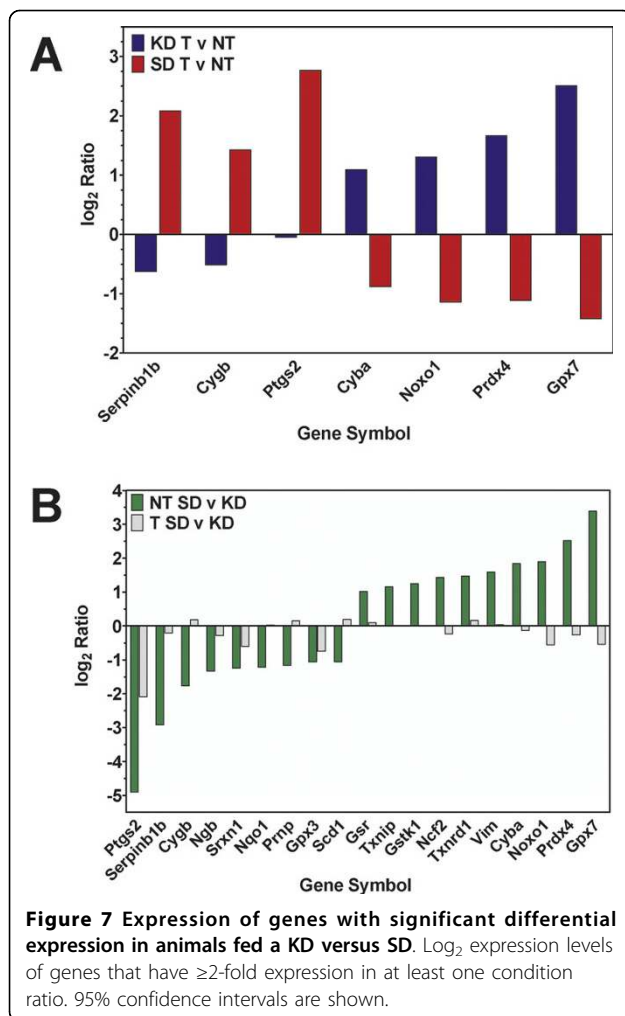 A
KD T v NT
SD T v NT
3
2
1
0
-1
-2
log₂ Ratio
Serpinb1b
Cygb
Ptgs2
Cyba
Noxo1
Prdx4
Gpx7
Gene Symbol
B
NT SD v KD
T SD v KD
4
3
2
1
0
-1
-2
-3
-4
-5
log₂ Ratio
Ptgs2
Serpinb1b
Cygb
Ngb
Srxn1
Nqo1
Prnp
Gpx3
Scd1
Gsr
Txnip
Gstk1
Ncf2
Txnrd1
Vim
Cyba
Noxo1
Prdx4
Gpx7
Gene Symbol
Figure 7 Expression of genes with significant differential
expression in animals fed a KD versus SD. Log₂ expression levels
of genes that have ≥2-fold expression in at least one condition
ratio. 95% confidence intervals are shown.